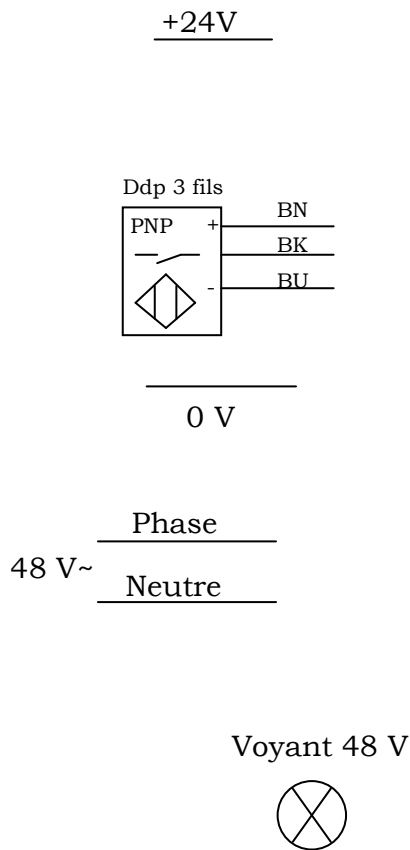 +24V
Ddp 3 fils
PNP + BN
BK
- BU
0 V
Phase
48 V~
Neutre
Voyant 48 V